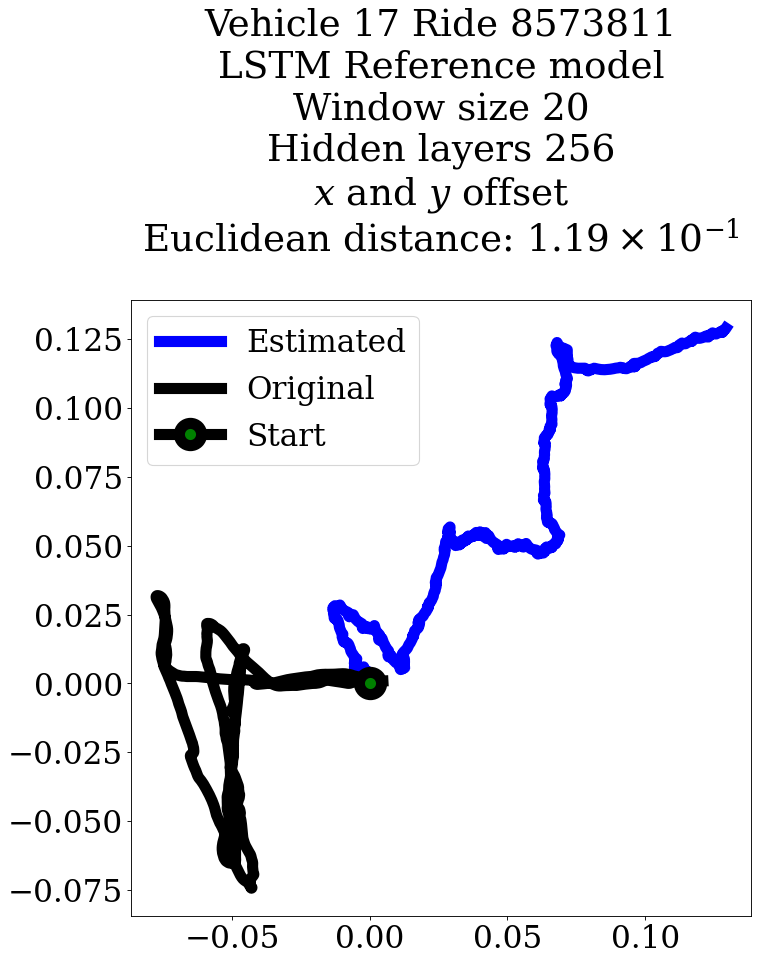 Vehicle 17 Ride 8573811
LSTM Reference model
Window size 20
Hidden layers 256
x and y offset
Euclidean distance: 1.19 × 10⁻¹
Estimated
Original
Start
0.125
0.100
0.075
0.050
0.025
0.000
−0.025
−0.050
−0.075
−0.05 0.00 0.05 0.10